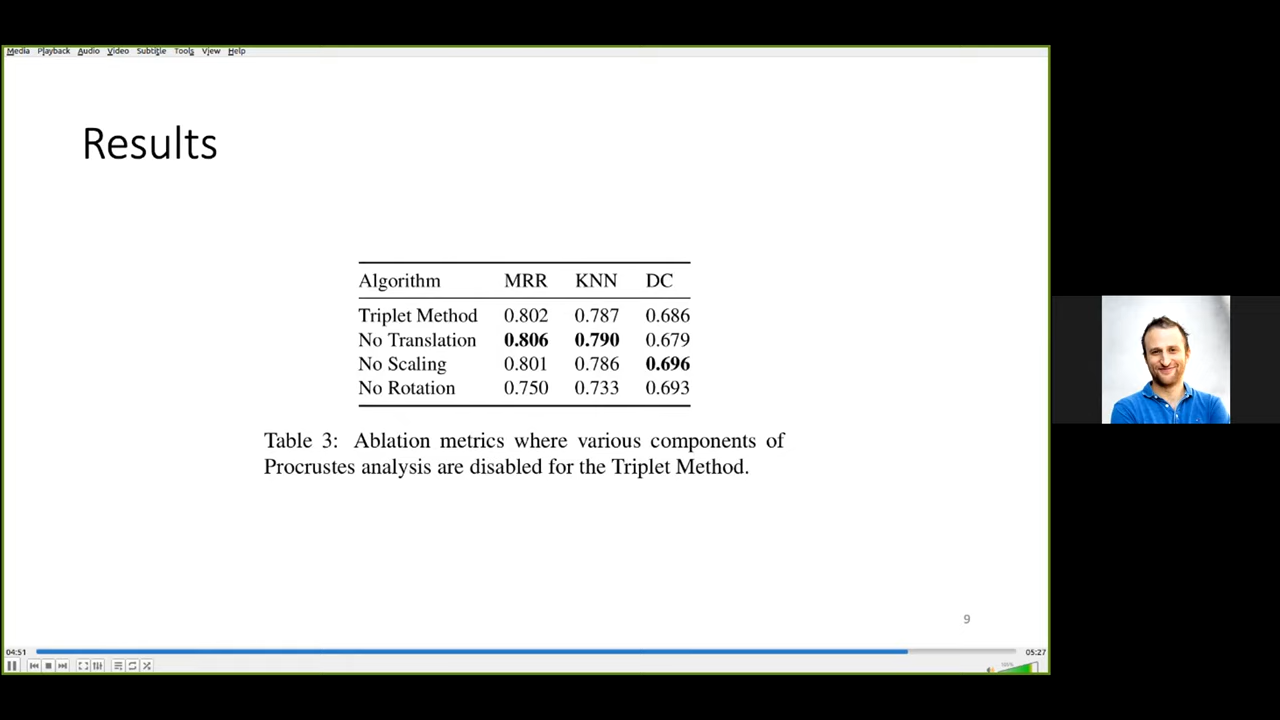 Media Playback Audio Video Subtitle Tools View Help
Results
Algorithm MRR KNN DC
Triplet Method 0.802 0.787 0.686
No Translation 0.806 0.790 0.679
No Scaling 0.801 0.786 0.696
No Rotation 0.750 0.733 0.693
Table 3: Ablation metrics where various components of
Procrustes analysis are disabled for the Triplet Method.
9
04:51 05:27